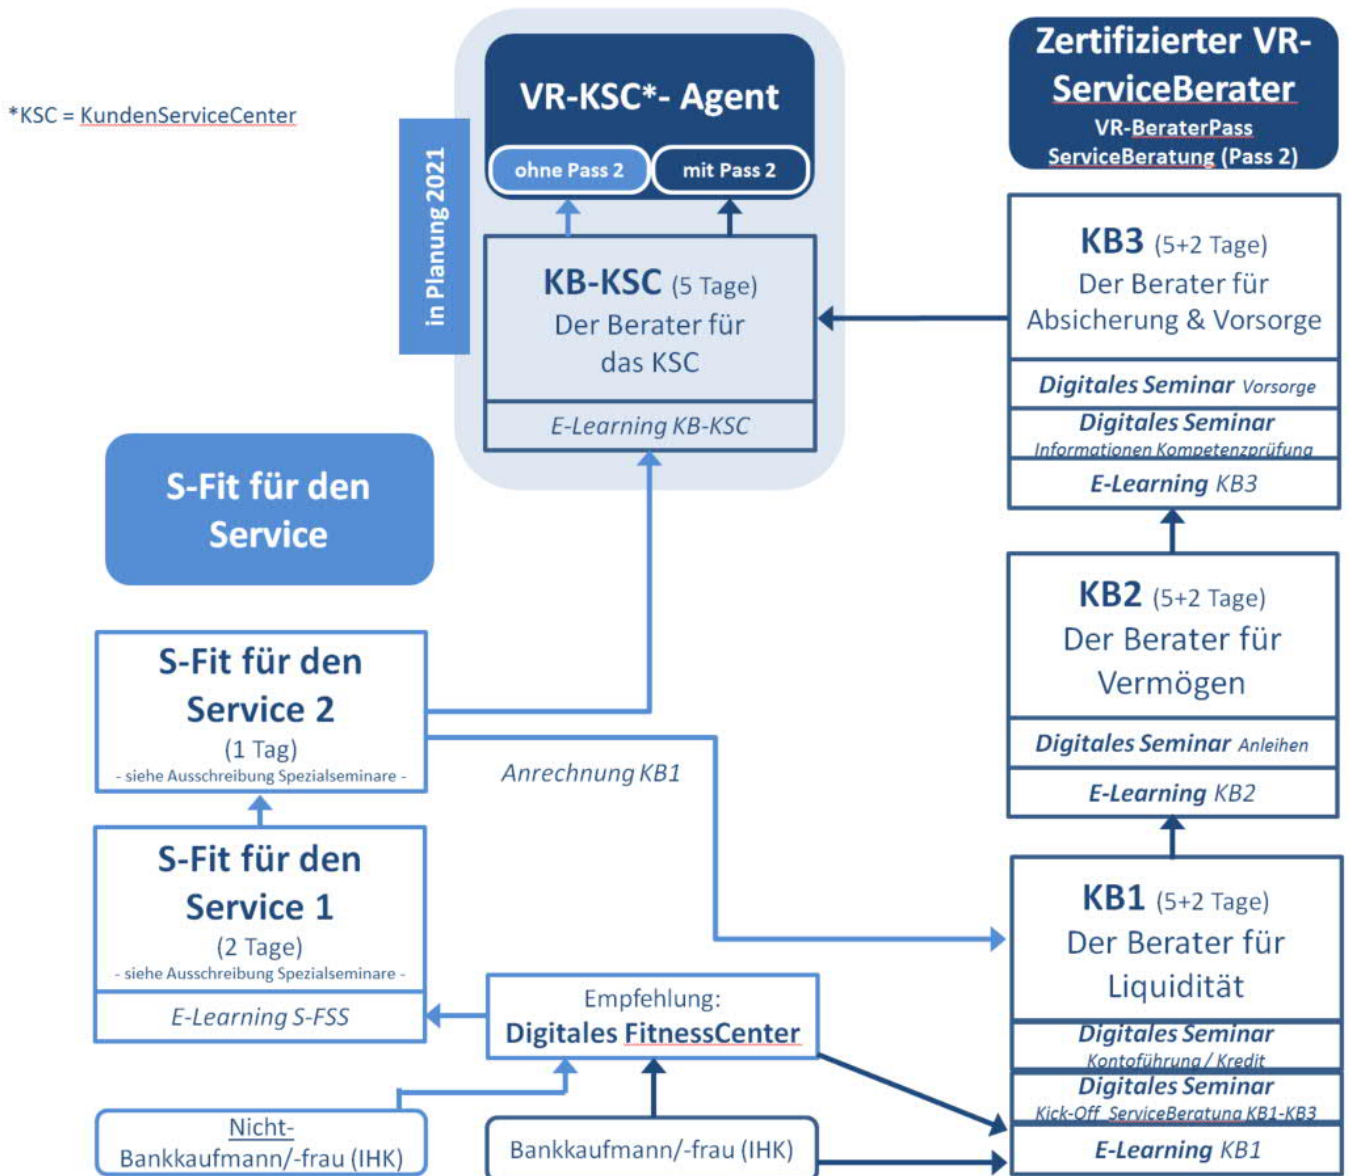 *KSC = KundenServiceCenter
in Planung 2021
VR-KSC*- Agent
ohne Pass 2
mit Pass 2
KB-KSC (5 Tage)
Der Berater für
das KSC
E-Learning KB-KSC
Zertifizierter VR-
ServiceBerater
VR-BeraterPass
ServiceBeratung (Pass 2)
KB3 (5+2 Tage)
Der Berater für
Absicherung & Vorsorge
Digitales Seminar Vorsorge
Digitales Seminar
Informationen Kompetenzprüfung
E-Learning KB3
S-Fit für den
Service
S-Fit für den
Service 2
(1 Tag)
- siehe Ausschreibung Spezialseminare -
Anrechnung KB1
KB2 (5+2 Tage)
Der Berater für
Vermögen
Digitales Seminar Anleihen
E-Learning KB2
S-Fit für den
Service 1
(2 Tage)
- siehe Ausschreibung Spezialseminare -
E-Learning S-FSS
Empfehlung:
Digitales FitnessCenter
KB1 (5+2 Tage)
Der Berater für
Liquidität
Digitales Seminar
Kontoführung / Kredit
Digitales Seminar
Kick-Off ServiceBeratung KB1-KB3
E-Learning KB1
Nicht-
Bankkaufmann/-frau (IHK)
Bankkaufmann/-frau (IHK)